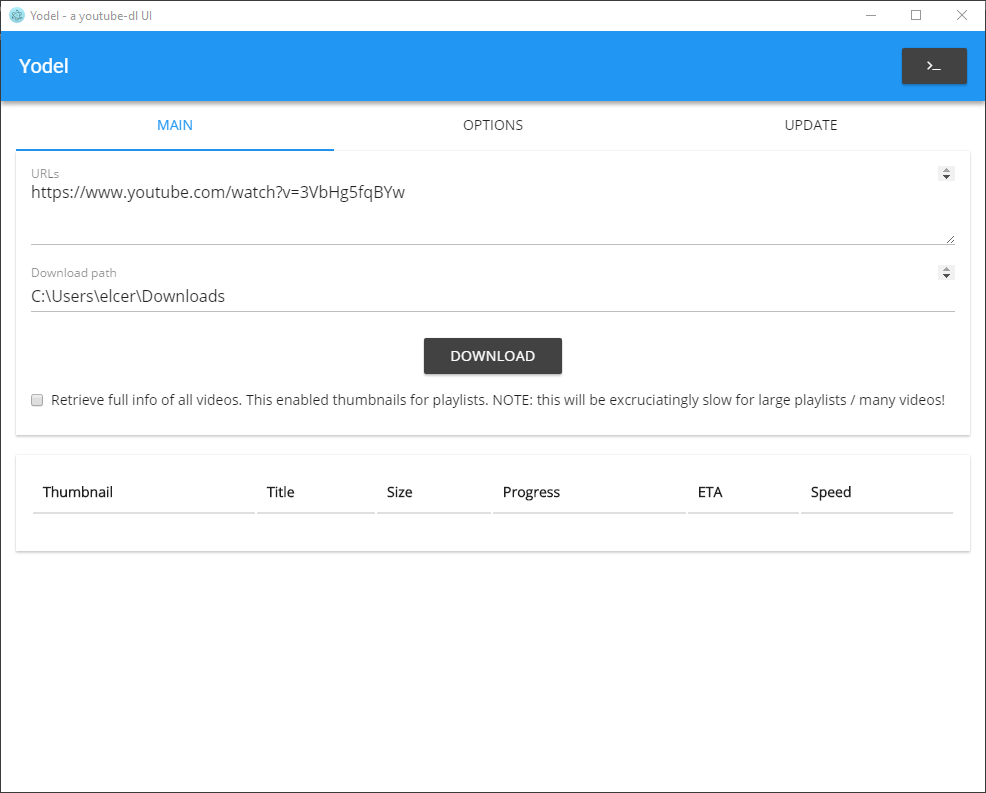 Yodel - a youtube-dl UI
Yodel
>_
MAIN OPTIONS UPDATE
URLs
https://www.youtube.com/watch?v=3VbHg5fqBYw
Download path
C:\Users\elcer\Downloads
DOWNLOAD
Retrieve full info of all videos. This enabled thumbnails for playlists. NOTE: this will be excruciatingly slow for large playlists / many videos!
Thumbnail Title Size Progress ETA Speed